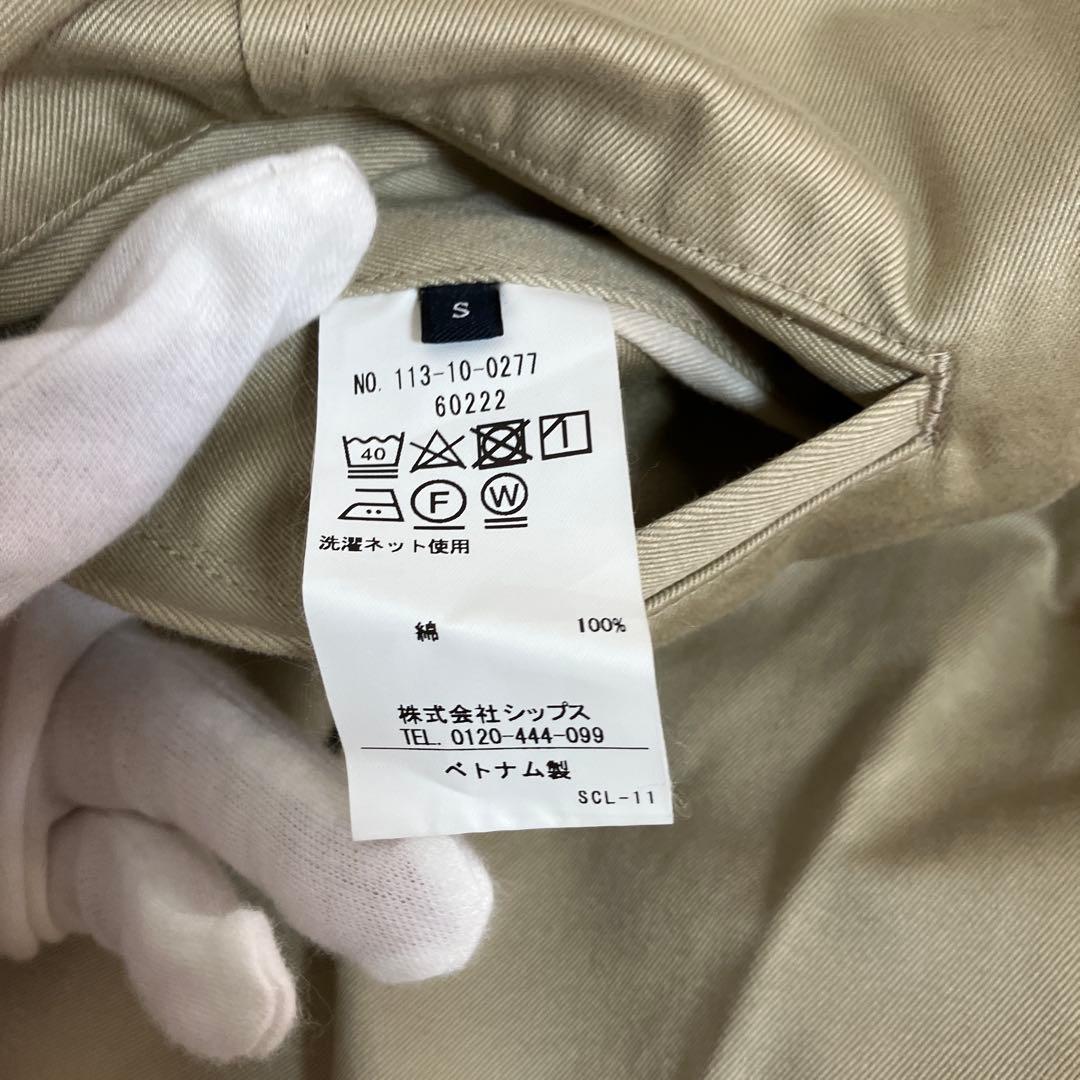 S
NO. 113-10-0277
60222
40
F W
洗濯ネット使用
綿 100%
株式会社シップス
TEL. 0120-444-099
ベトナム製
SCL-11